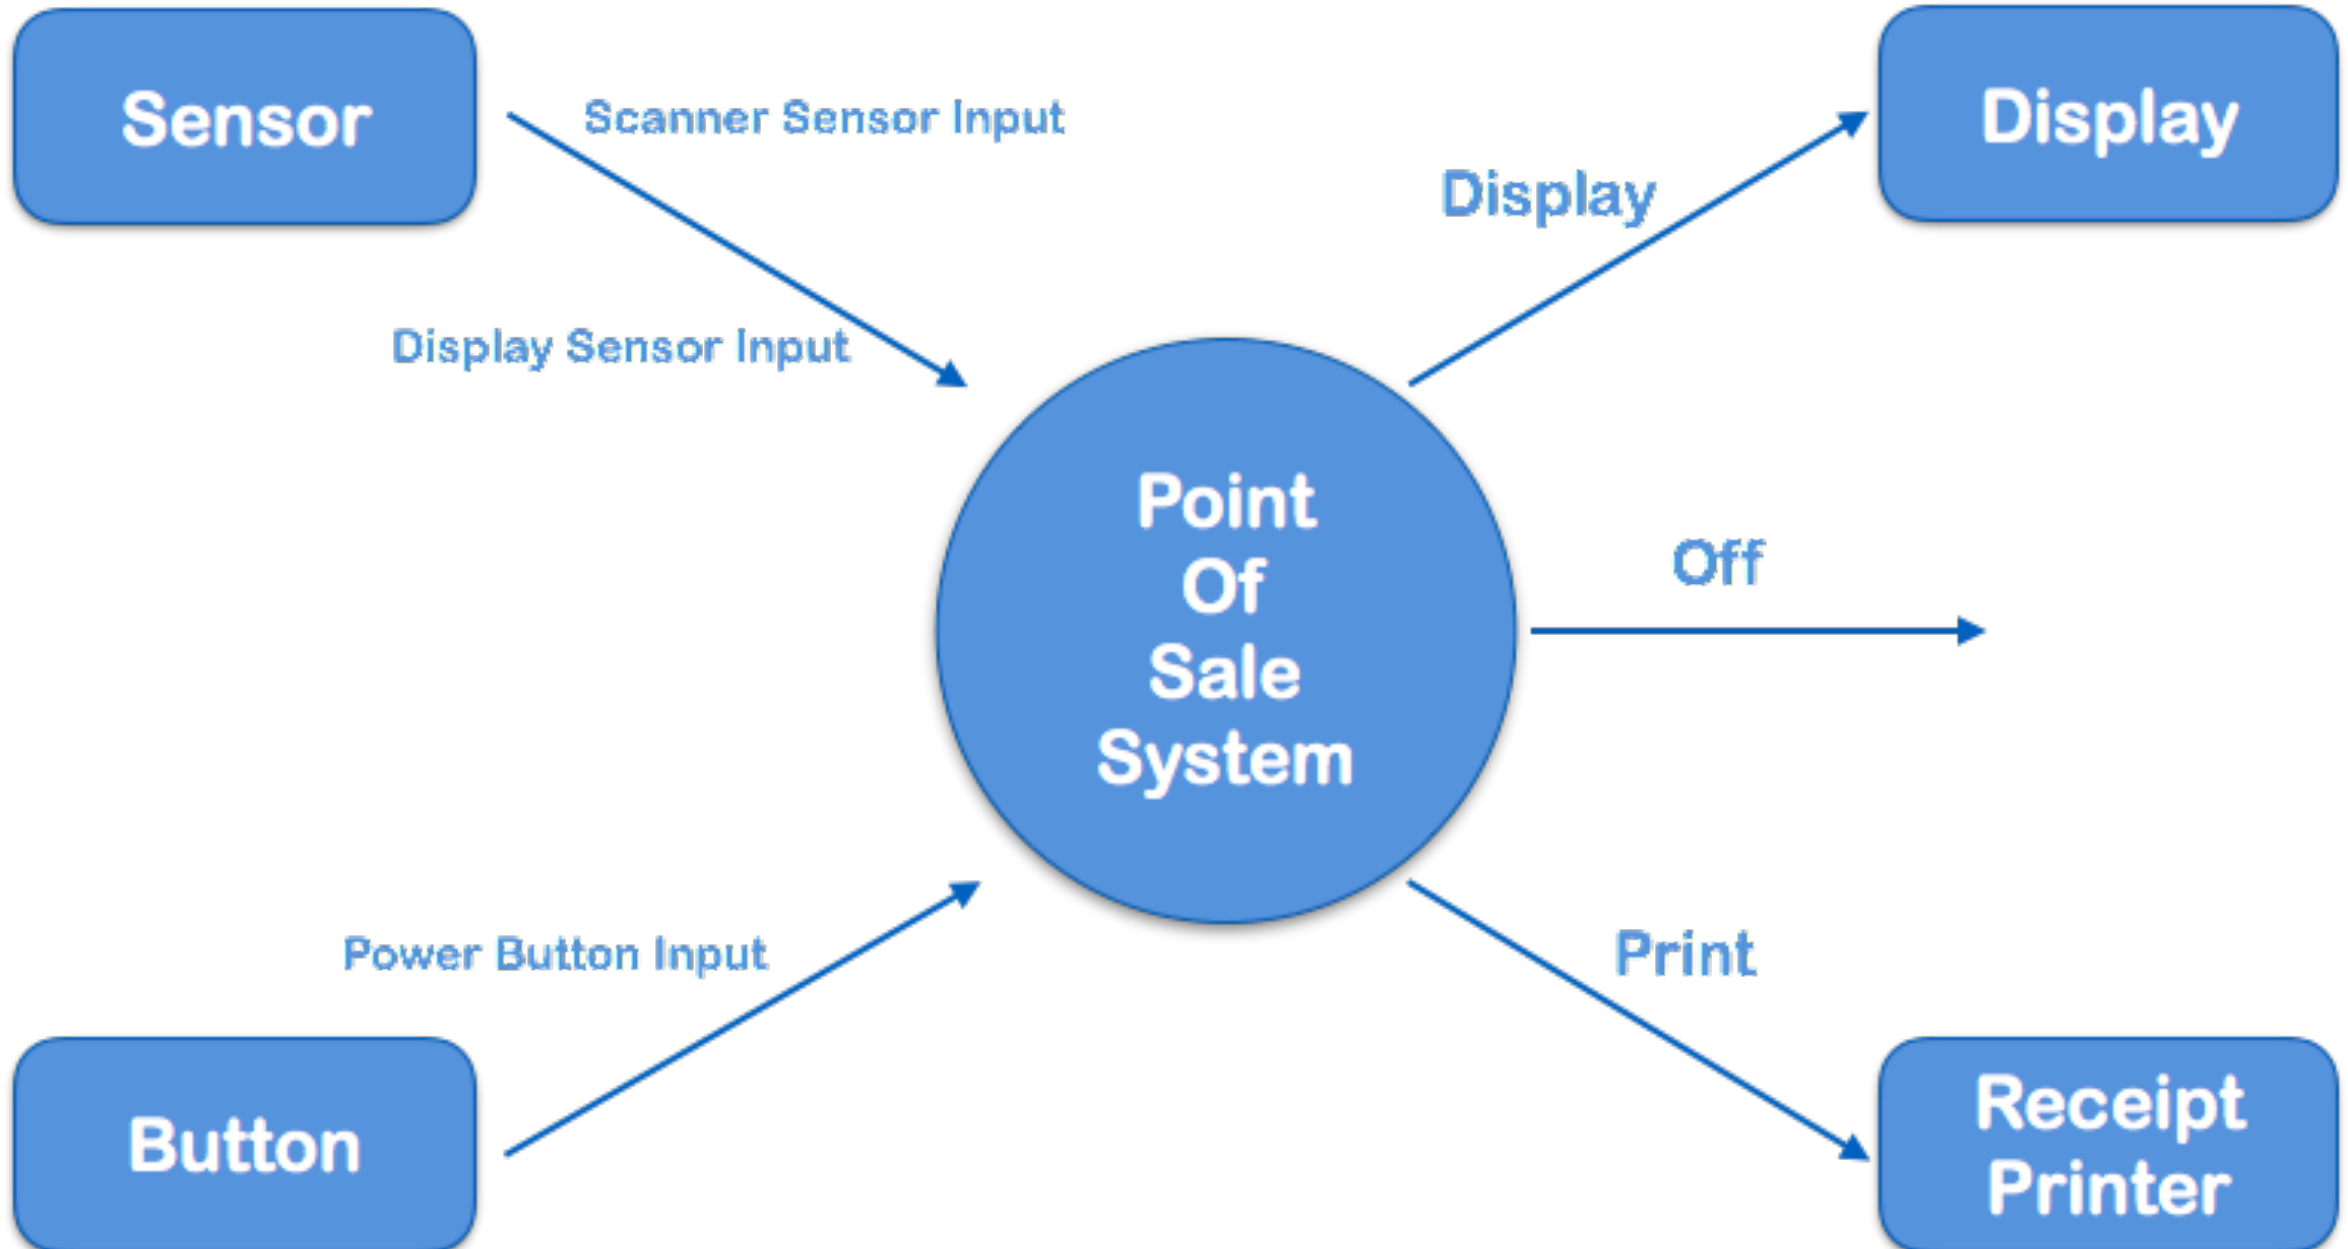 Sensor
Scanner Sensor Input
Display
Display
Display Sensor Input
Point
Of
Sale
System
Off
Power Button Input
Print
Button
Receipt
Printer